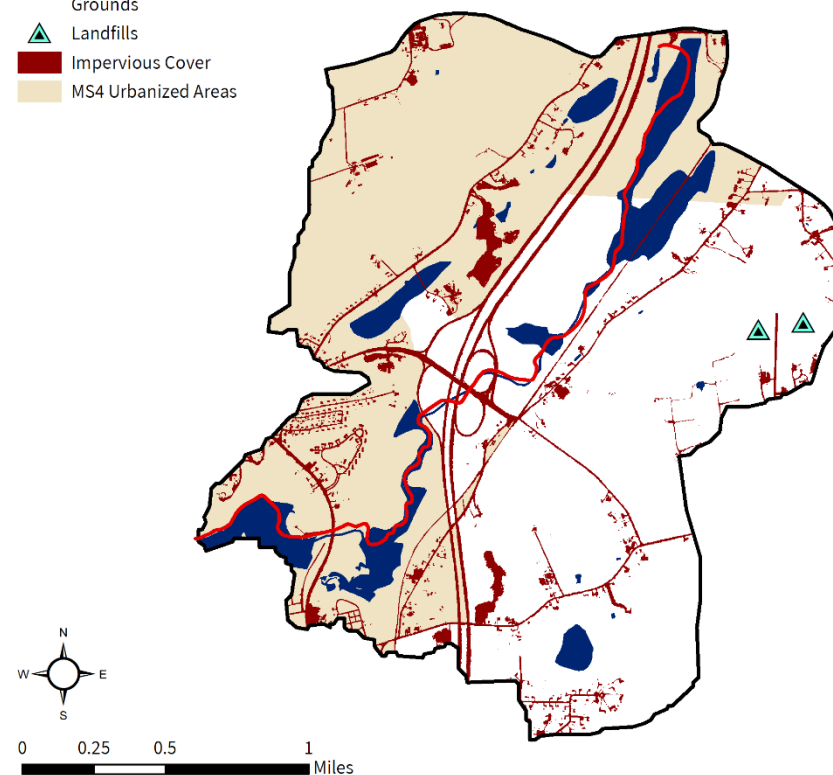 Grounds
Landfills
Impervious Cover
MS4 Urbanized Areas
N
W E
S
0 0.25 0.5 1
Miles